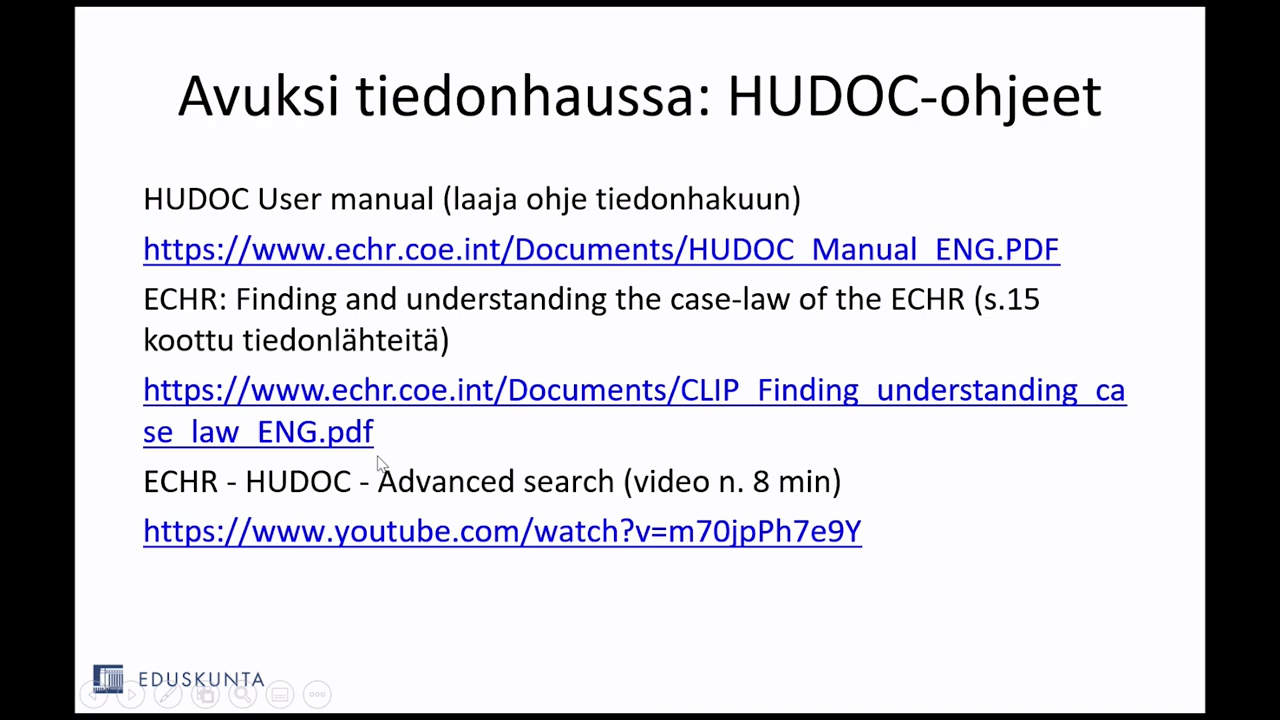 Avuksi tiedonhaussa: HUDOC-ohjeet
HUDOC User manual (laaja ohje tiedonhakuun)
https://www.echr.coe.int/Documents/HUDOC_Manual_ENG.PDF
ECHR: Finding and understanding the case-law of the ECHR (s.15
koottu tiedonlähteitä)
https://www.echr.coe.int/Documents/CLIP_Finding_understanding_ca
se_law_ENG.pdf
ECHR - HUDOC - Advanced search (video n. 8 min)
https://www.youtube.com/watch?v=m70jpPh7e9Y
EDUSKUNTA